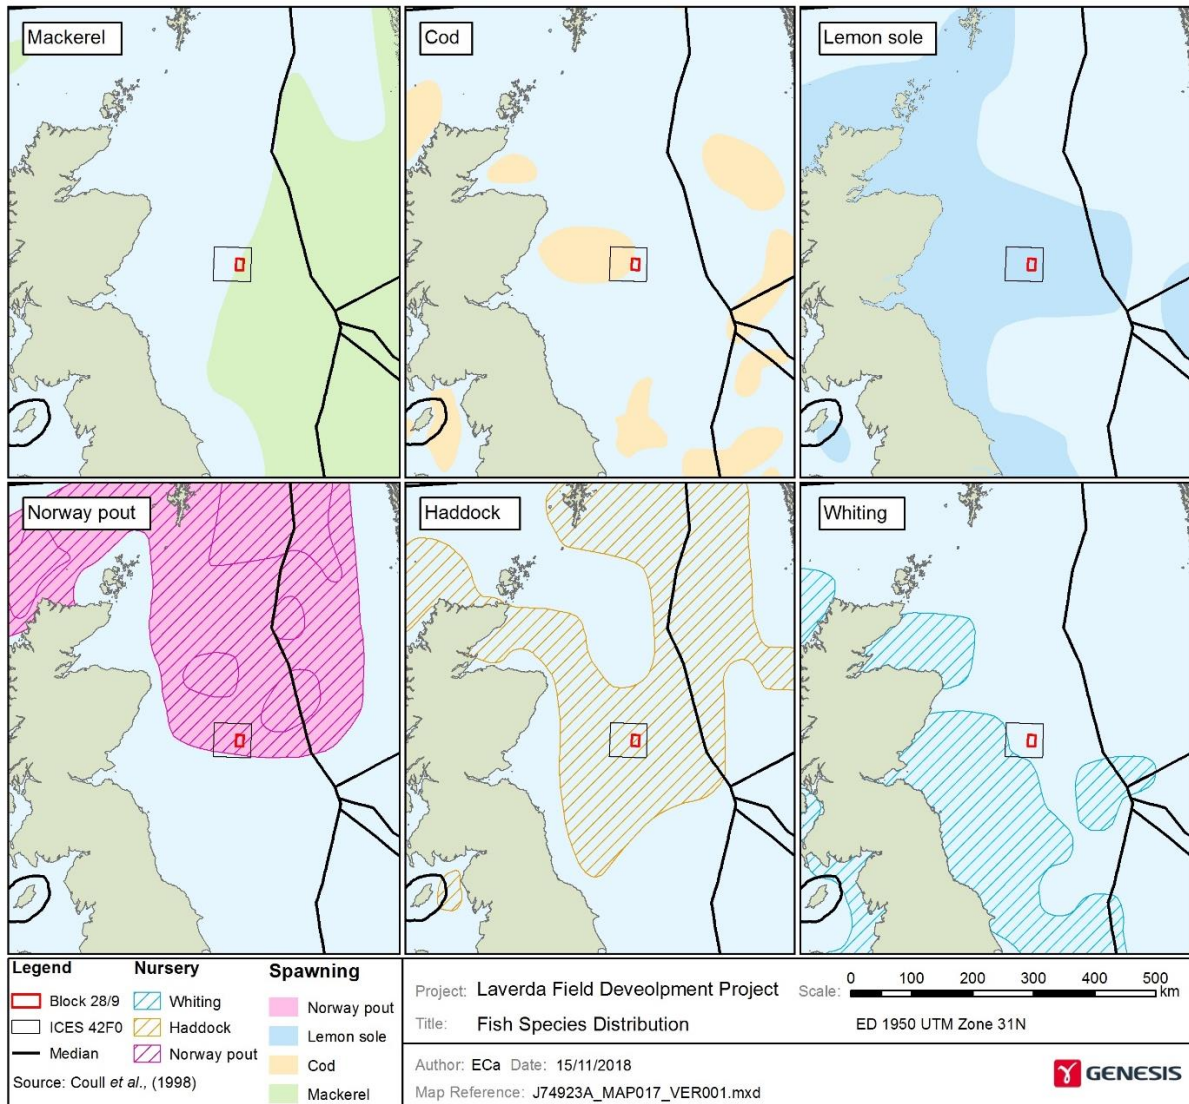 Mackerel
Cod
Lemon sole
Norway pout
Haddock
Whiting
Legend
Block 28/9
ICES 42F0
Median
Source: Coull et al., (1998)
Nursery
Whiting
Haddock
Norway pout
Spawning
Norway pout
Lemon sole
Cod
Mackerel
Project: Laverda Field Deveolpment Project
Scale: 0 100 200 300 400 500 km
Title: Fish Species Distribution
ED 1950 UTM Zone 31N
Author: ECa Date: 15/11/2018
Map Reference: J74923A_MAP017_VER001.mxd
GENESIS